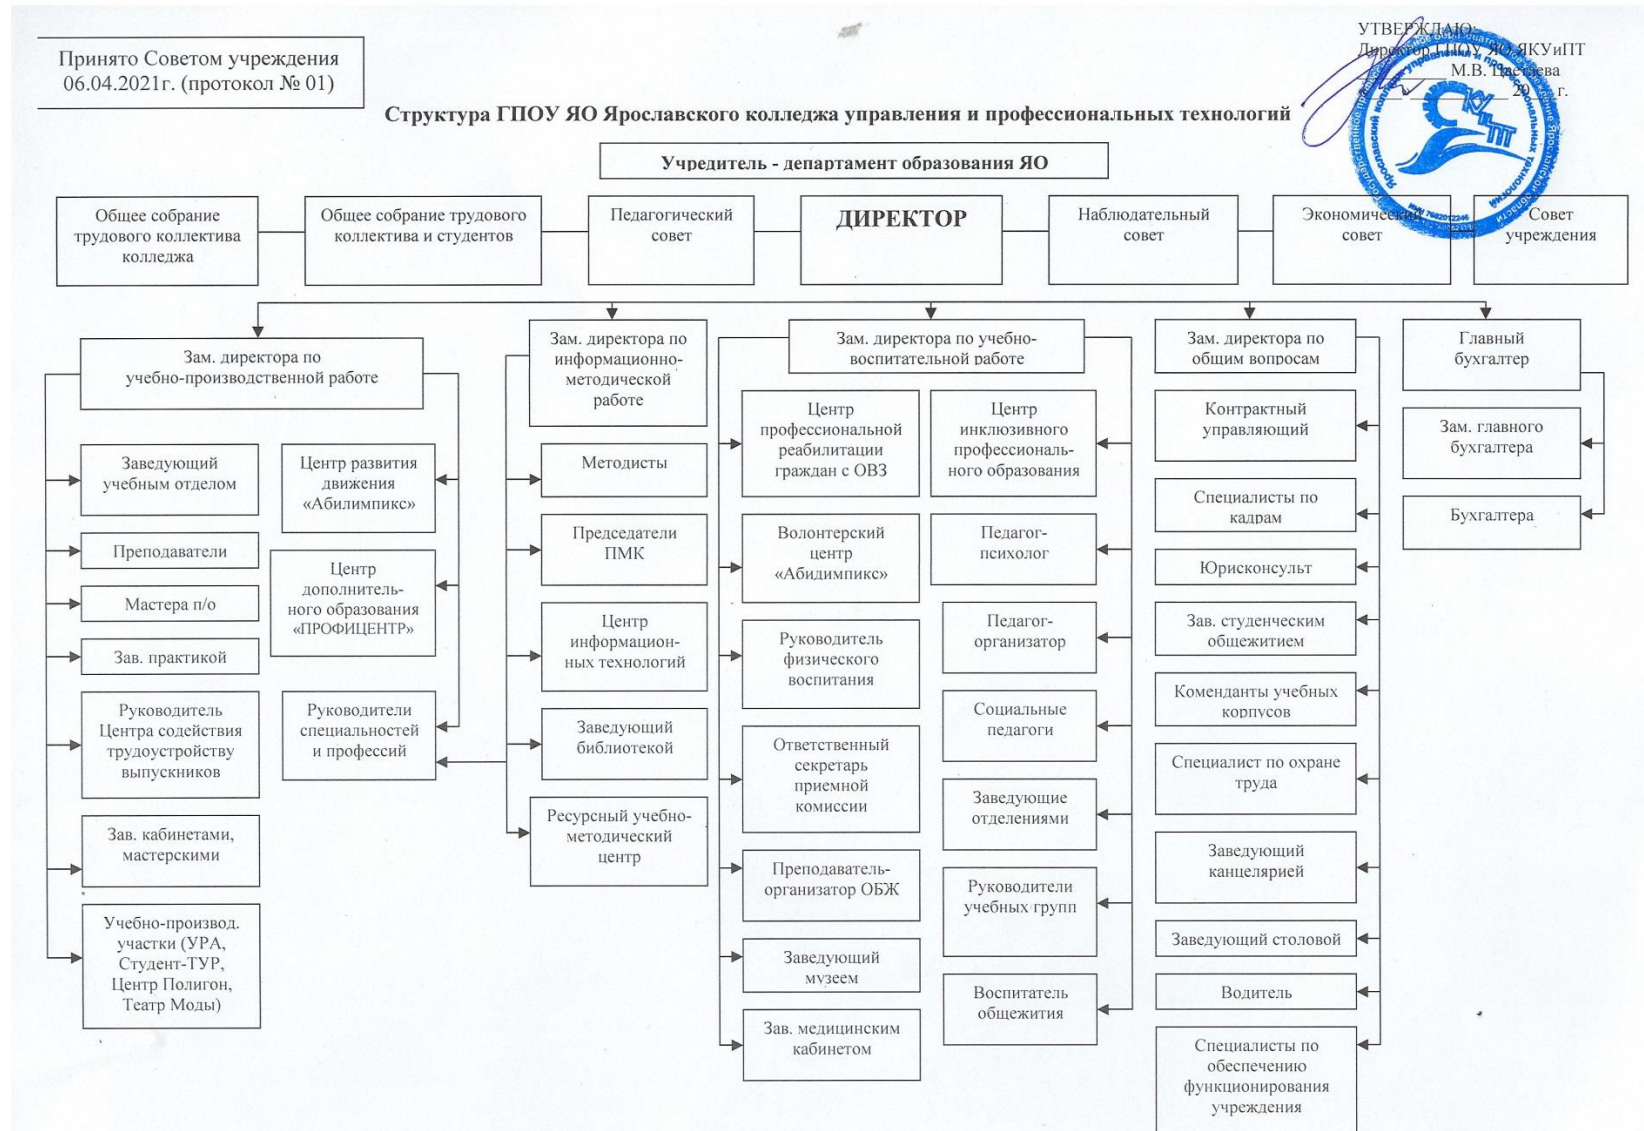 Принято Советом учреждения
06.04.2021г. (протокол № 01)
УТВЕРЖДАЮ:
Директор ГПОУ ЯО ЯКУиПТ
М.В. Цветаева
20 г.
Структура ГПОУ ЯО Ярославского колледжа управления и профессиональных технологий
Учредитель - департамент образования ЯО
Общее собрание
трудового коллектива
колледжа
Общее собрание трудового
коллектива и студентов
Педагогический
совет
ДИРЕКТОР
Наблюдательный
совет
Экономический
совет
Совет
учреждения
Зам. директора по
учебно-производственной работе
Заведующий
учебным отделом
Преподаватели
Мастера п/о
Зав. практикой
Руководитель
Центра содействия
трудоустройству
выпускников
Зав. кабинетами,
мастерскими
Учебно-производ.
участки (УРА,
Студент-ТУР,
Центр Полигон,
Театр Моды)
Центр развития
движения
«Абилимпикс»
Центр
дополнитель-
ного образования
«ПРОФИЦЕНТР»
Руководители
специальностей
и профессий
Зам. директора по
информационно-
методической
работе
Методисты
Председатели
ПМК
Центр
информацион-
ных технологий
Заведующий
библиотекой
Ресурсный учебно-
методический
центр
Зам. директора по учебно-
воспитательной работе
Центр
профессиональной
реабилитации
граждан с ОВЗ
Волонтерский
центр
«Абидимпикс»
Руководитель
физического
воспитания
Ответственный
секретарь
приемной
комиссии
Преподаватель-
организатор ОБЖ
Заведующий
музеем
Зав. медицинским
кабинетом
Центр
инклюзивного
профессиональ-
ного образования
Педагог-
психолог
Педагог-
организатор
Социальные
педагоги
Заведующие
отделениями
Руководители
учебных групп
Воспитатель
общежития
Зам. директора по
общим вопросам
Контрактный
управляющий
Специалисты по
кадрам
Юрисконсульт
Зав. студенческим
общежитием
Коменданты учебных
корпусов
Специалист по охране
труда
Заведующий
канцелярией
Заведующий столовой
Водитель
Специалисты по
обеспечению
функционирования
учреждения
Главный
бухгалтер
Зам. главного
бухгалтера
Бухгалтера